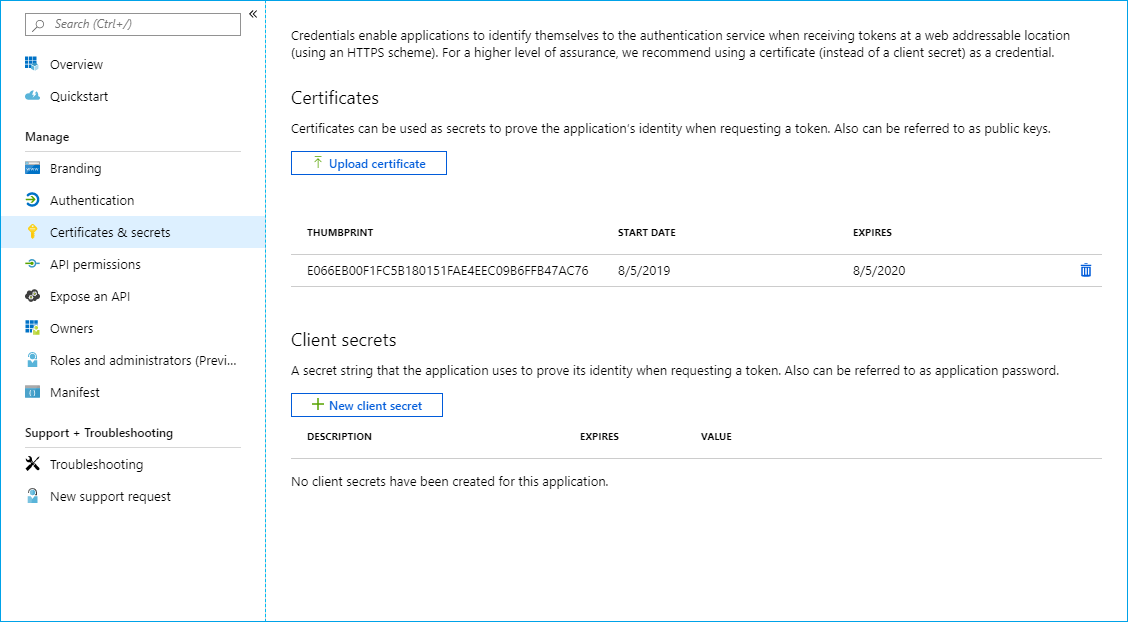 Search (Ctrl+/)
«
Overview
Quickstart
Manage
Branding
Authentication
Certificates & secrets
API permissions
Expose an API
Owners
Roles and administrators (Previ...
Manifest
Support + Troubleshooting
Troubleshooting
New support request
Credentials enable applications to identify themselves to the authentication service when receiving tokens at a web addressable location
(using an HTTPS scheme). For a higher level of assurance, we recommend using a certificate (instead of a client secret) as a credential.
Certificates
Certificates can be used as secrets to prove the application's identity when requesting a token. Also can be referred to as public keys.
Upload certificate
THUMBPRINT START DATE EXPIRES
E066EB00F1FC5B180151FAE4EEC09B6FFB47AC76 8/5/2019 8/5/2020
Client secrets
A secret string that the application uses to prove its identity when requesting a token. Also can be referred to as application password.
New client secret
DESCRIPTION EXPIRES VALUE
No client secrets have been created for this application.